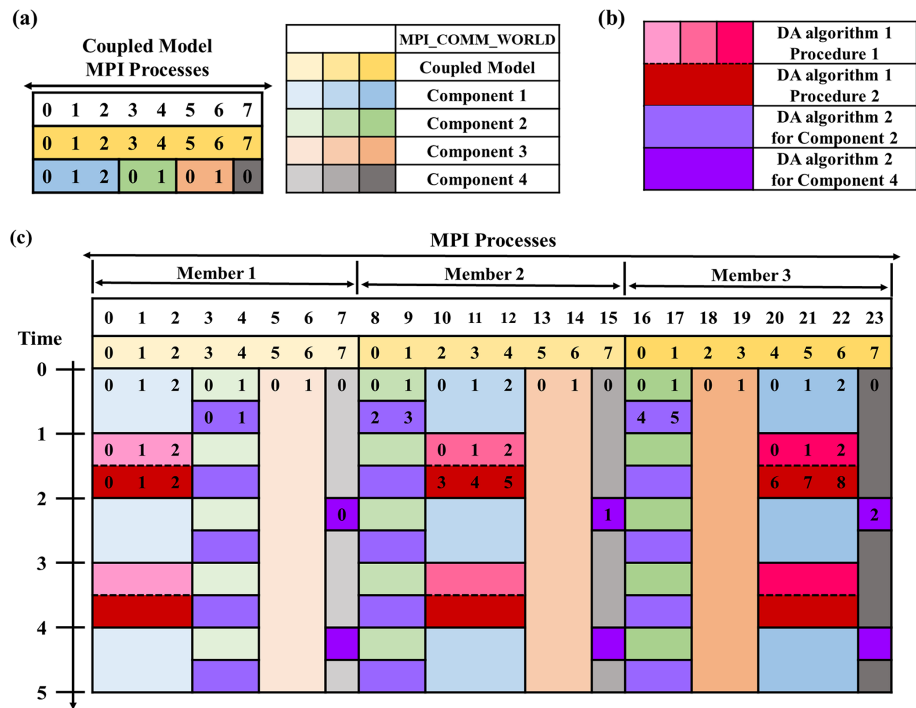 (a)
Coupled Model
MPI Processes
0 1 2 3 4 5 6 7
0 1 2 3 4 5 6 7
0 1 2 0 1 0 1 0
MPI_COMM_WORLD
Coupled Model
Component 1
Component 2
Component 3
Component 4
(b)
DA algorithm 1
Procedure 1
DA algorithm 1
Procedure 2
DA algorithm 2
for Component 2
DA algorithm 2
for Component 4
(c)
MPI Processes
Member 1 Member 2 Member 3
0 1 2 3 4 5 6 7 8 9 10 11 12 13 14 15 16 17 18 19 20 21 22 23
Time
0 1 2 3 4 5 6 7 0 1 2 3 4 5 6 7 0 1 2 3 4 5 6 7
0
0 1 2 0 1 0 1 0 0 1 0 1 2 0 1 0 0 1 0 1 0 1 2 0
0 1 2 3 4 5
1
0 1 2 0 1 2 0 1 2
0 1 2 3 4 5 6 7 8
2
0 1 2
3
4
5